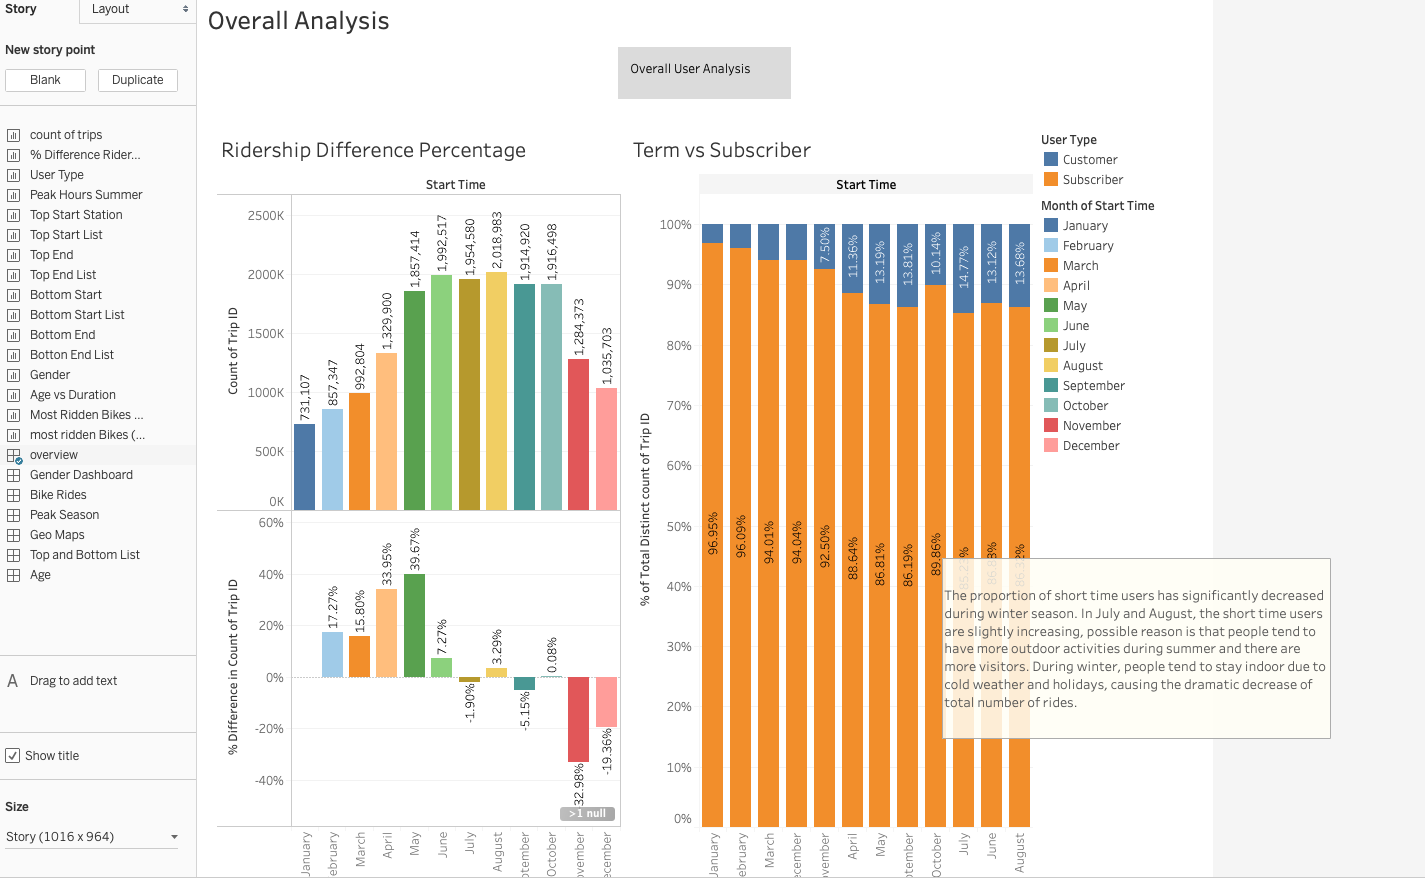 Story
Layout
Overall Analysis
New story point
Blank
Duplicate
Overall User Analysis
count of trips
% Difference Rider...
User Type
Peak Hours Summer
Top Start Station
Top Start List
Top End
Top End List
Bottom Start
Bottom Start List
Bottom End
Botton End List
Gender
Age vs Duration
Most Ridden Bikes ...
most ridden Bikes (...
overview
Gender Dashboard
Bike Rides
Peak Season
Geo Maps
Top and Bottom List
Age
A Drag to add text
Show title
Size
Story (1016 x 964)
Ridership Difference Percentage
Start Time
Count of Trip ID
2500K
2000K
1500K
1000K
500K
0K
731,107
857,347
992,804
1,329,900
1,857,414
1,992,517
1,954,580
2,018,983
1,914,920
1,916,498
1,284,373
1,035,703
% Difference in Count of Trip ID
60%
40%
20%
0%
-20%
-40%
17.27%
15.80%
33.95%
39.67%
7.27%
-1.90%
3.29%
-5.15%
0.08%
32.98%
-19.36%
>1 null
January
ebruary
March
April
May
June
July
August
ptember
October
ovember
ecember
Term vs Subscriber
Start Time
% of Total Distinct count of Trip ID
100%
90%
80%
70%
60%
50%
40%
30%
20%
10%
0%
7.50%
11.36%
13.19%
13.81%
10.14%
14.77%
13.12%
13.68%
96.95%
96.09%
94.01%
94.04%
92.50%
88.64%
86.81%
86.19%
89.86%
January
ebruary
March
ecember
vember
April
May
ptember
October
July
June
August
User Type
Customer
Subscriber
Month of Start Time
January
February
March
April
May
June
July
August
September
October
November
December
The proportion of short time users has significantly decreased
during winter season. In July and August, the short time users
are slightly increasing, possible reason is that people tend to
have more outdoor activities during summer and there are
more visitors. During winter, people tend to stay indoor due to
cold weather and holidays, causing the dramatic decrease of
total number of rides.